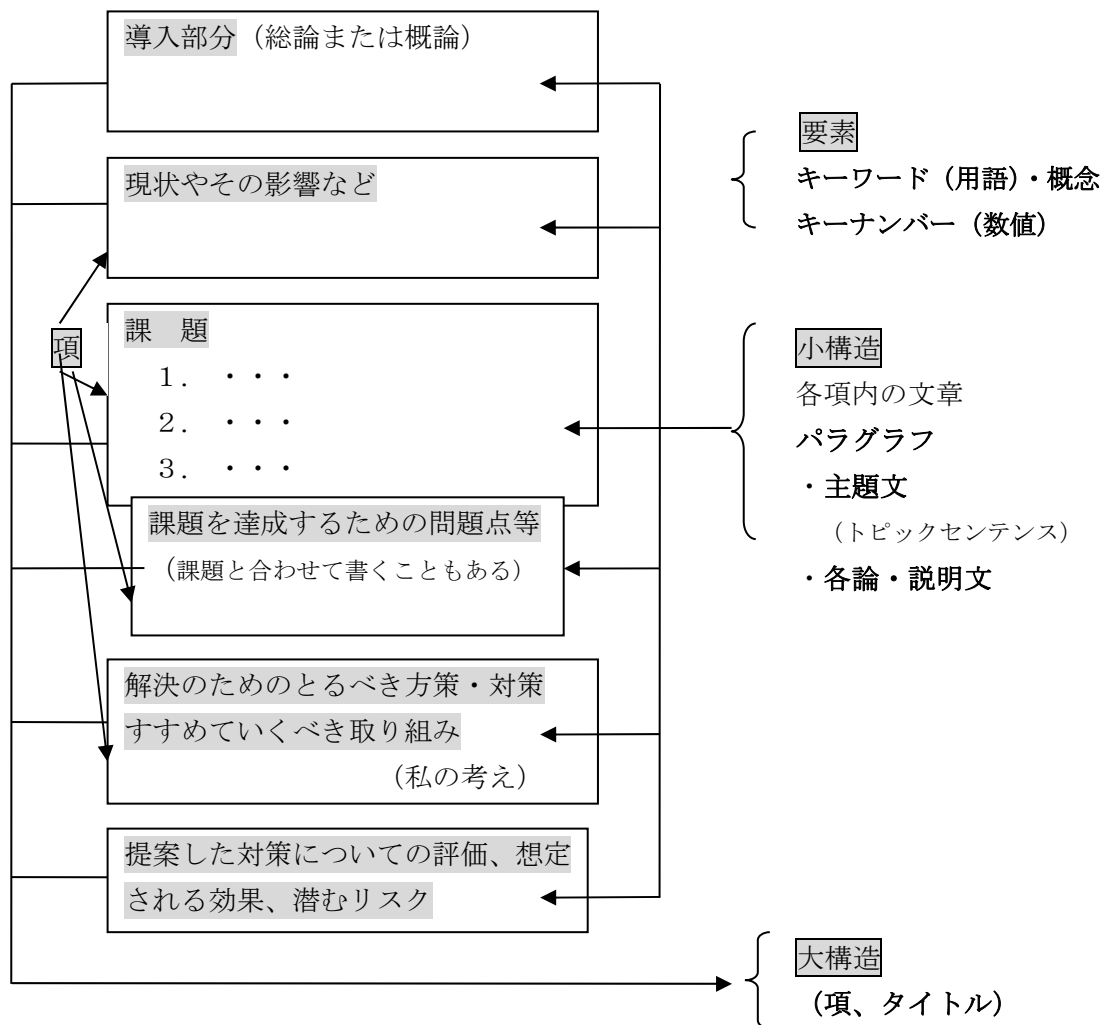 導入部分（総論または概論）
現状やその影響など
項
課　題
１．・・・
２．・・・
３．・・・
課題を達成するための問題点等
（課題と合わせて書くこともある）
解決のためのとるべき方策・対策
すすめていくべき取り組み
（私の考え）
提案した対策についての評価、想定
される効果、潜むリスク
要素
キーワード（用語）・概念
キーナンバー（数値）
小構造
各項内の文章
パラグラフ
・主題文
（トピックセンテンス）
・各論・説明文
大構造
（項、タイトル）